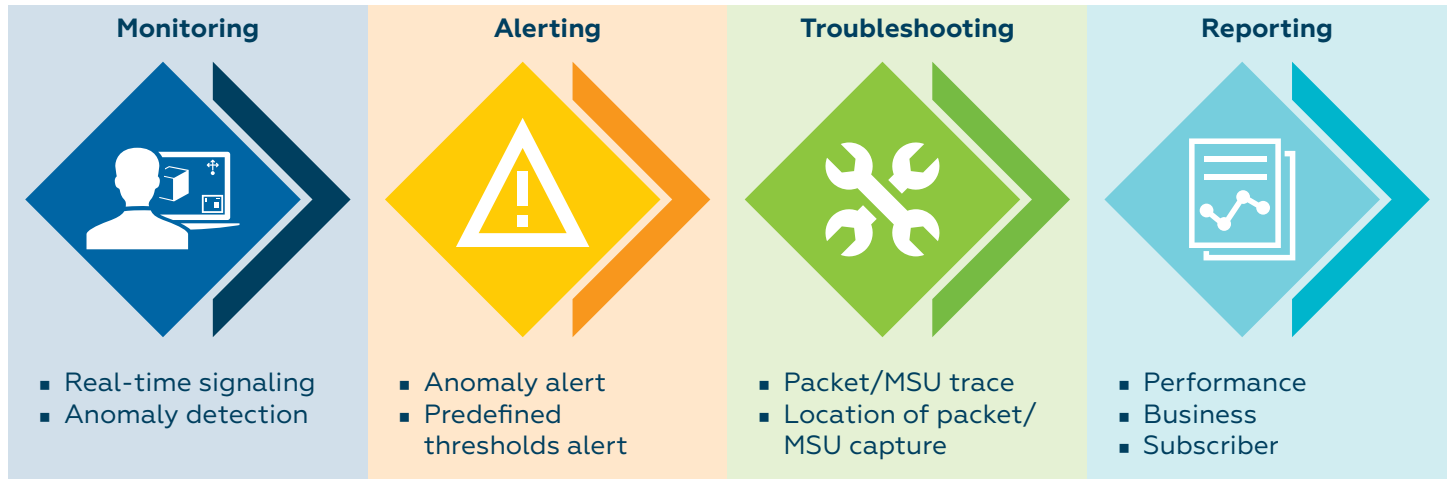 Monitoring
Real-time signaling
Anomaly detection
Alerting
Anomaly alert
Predefined
thresholds alert
Troubleshooting
Packet/MSU trace
Location of packet/
MSU capture
Reporting
Performance
Business
Subscriber